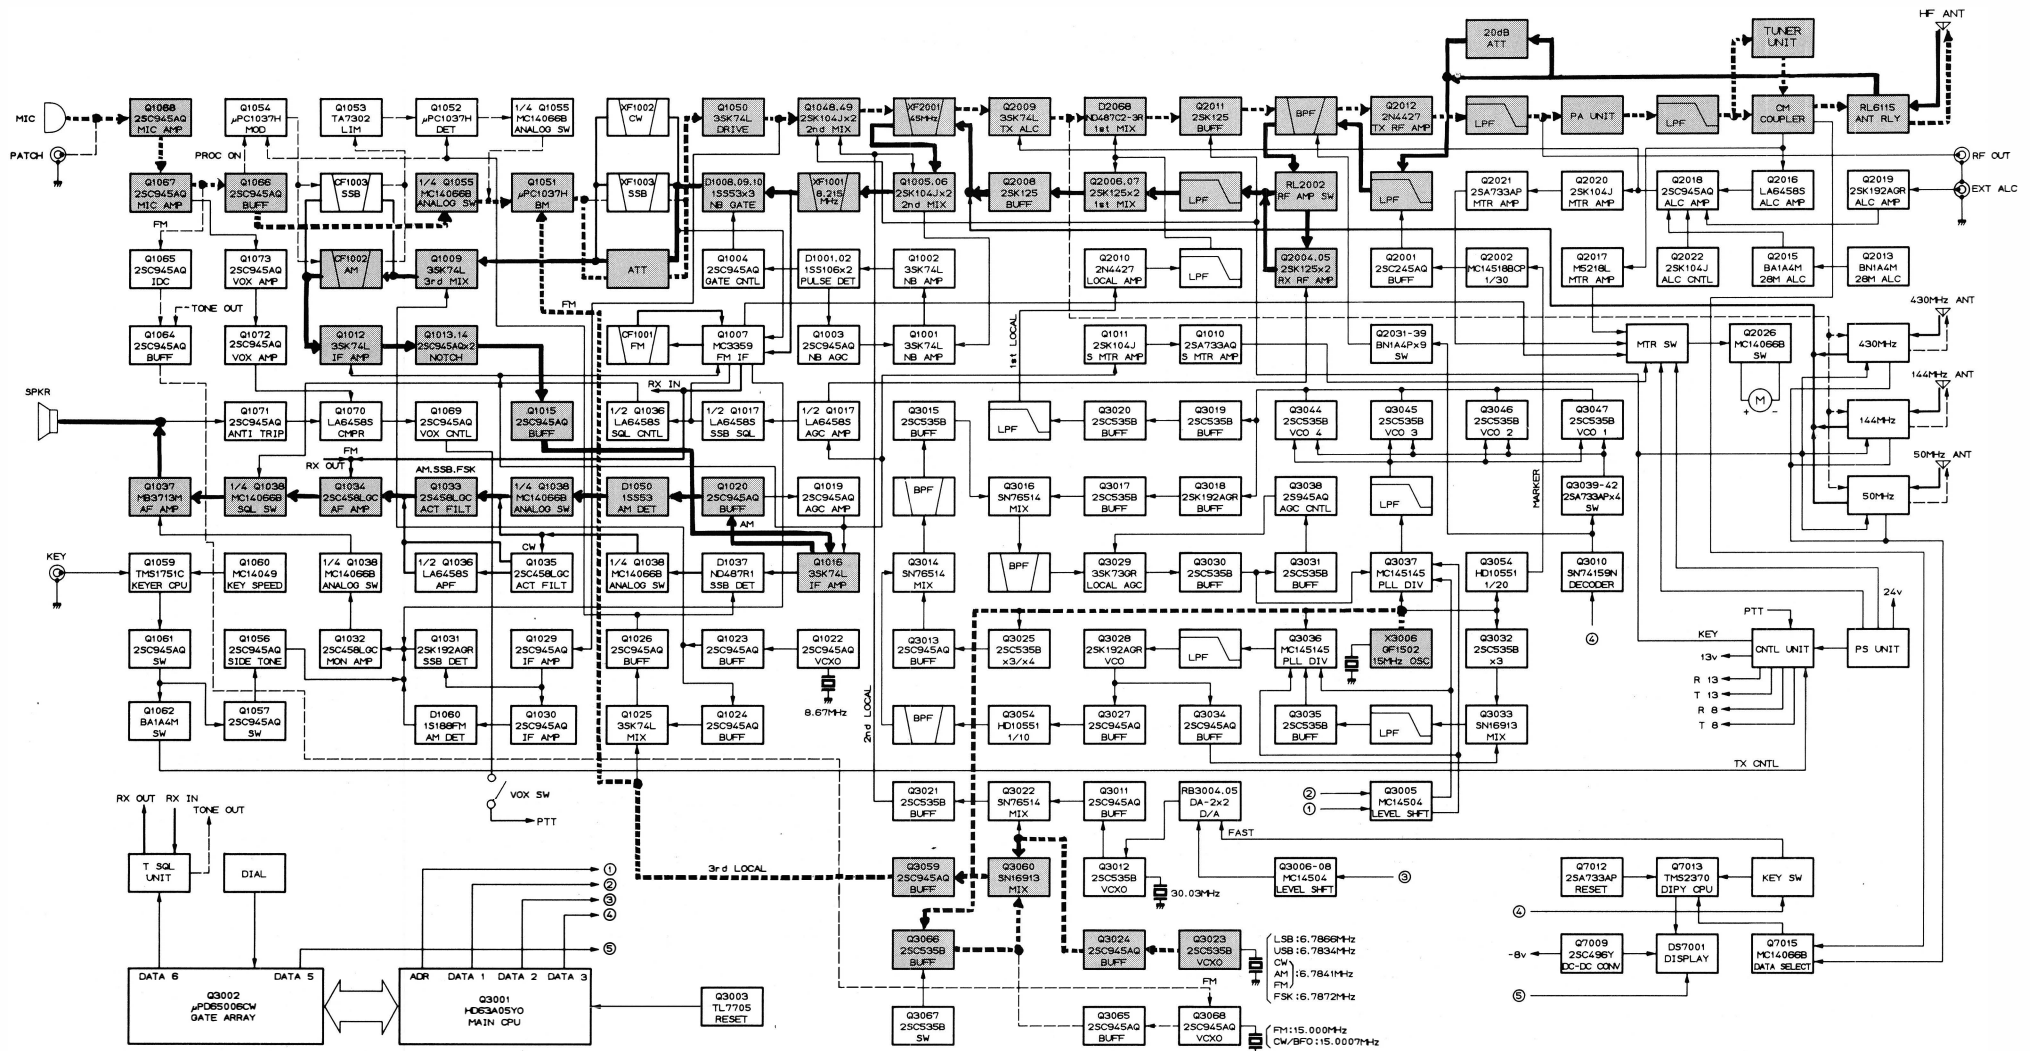 HF ANT
20dB
ATT
TUNER
UNIT
MIC
PATCH
Q1068
2SC945AQ
MIC AMP
Q1054
μPC1037H
MOD
Q1053
TA7302
LIM
Q1052
μPC1037H
DET
1/4 Q1055
MC14066B
ANALOG SW
XF1002
CW
Q1050
3SK74L
DRIVE
Q1048.49
2SK104Jx2
2nd MIX
XF2001
45MHz
Q2009
3SK74L
TX ALC
D2068
ND487C2-3R
1st MIX
Q2011
2SK125
BUFF
BPF
Q2012
2N4427
TX RF AMP
LPF
PA UNIT
LPF
CM
COUPLER
RL6115
ANT RLY
PROC ON
RF OUT
EXT ALC
Q1067
2SC945AQ
MIC AMP
Q1066
2SC945AQ
BUFF
CF1003
SSB
1/4 Q1055
MC14066B
ANALOG SW
Q1051
μPC1037H
BM
XF1003
SSB
D1008.09.10
1SS53x3
NB GATE
XF1001
8.215
MHz
Q1005.06
2SK104Jx2
2nd MIX
Q2008
2SK125
BUFF
Q2006.07
2SK125x2
1st MIX
LPF
RL2002
RF AMP SW
LPF
Q2021
2SA733AP
MTR AMP
Q2020
2SK104J
MTR AMP
Q2018
2SC945AQ
ALC AMP
Q2016
LA6458S
ALC AMP
Q2019
2SK192AGR
ALC AMP
FM
Q1065
2SC945AQ
IDC
Q1073
2SC945AQ
VOX AMP
CF1002
AM
Q1009
3SK74L
3rd MIX
ATT
Q1004
2SC945AQ
GATE CNTL
D1001.02
1SS106x2
PULSE DET
Q1002
3SK74L
NB AMP
Q2010
2N4427
LOCAL AMP
LPF
Q2004.05
2SK125x2
RX RF AMP
Q2001
2SC245AQ
BUFF
Q2002
MC14518BCP
1/30
Q2017
M5218L
MTR AMP
Q2022
2SK104J
ALC CNTL
Q2015
BA1A4M
28M ALC
Q2013
BN1A4M
28M ALC
TONE OUT
FM
430MHz ANT
Q1064
2SC945AQ
BUFF
Q1072
2SC945AQ
VOX AMP
Q1012
3SK74L
IF AMP
Q1013.14
2SC945AQx2
NOTCH
CF1001
FM
Q1007
MC3359
FM IF
Q1003
2SC945AQ
NB AGC
Q1001
3SK74L
NB AMP
1st LOCAL
Q1011
2SK104J
S MTR AMP
Q1010
2SA733AQ
S MTR AMP
Q2031-39
BN1A4Px9
SW
MTR SW
Q2026
MC14066B
SW
430MHz
RX IN
144MHz ANT
SPKR
Q1071
2SC945AQ
ANTI TRIP
Q1070
LA6458S
CMPR
Q1069
2SC945AQ
VOX CNTL
Q1015
2SC945AQ
BUFF
1/2 Q1036
LA6458S
SQL CNTL
1/2 Q1017
LA6458S
SSB SQL
1/2 Q1017
LA6458S
AGC AMP
Q3015
2SC535B
BUFF
LPF
Q3020
2SC535B
BUFF
Q3019
2SC535B
BUFF
Q3044
2SC535B
VCO 4
Q3045
2SC535B
VCO 3
Q3046
2SC535B
VCO 2
Q3047
2SC535B
VCO 1
+ M -
144MHz
RX OUT
FM
AM.SSB.FSK
50MHz ANT
Q1037
MB3713M
AF AMP
1/4 Q1038
MC14066B
SQL SW
Q1034
2SC458LGC
AF AMP
Q1033
2S458LGC
ACT FILT
1/4 Q1038
MC14066B
ANALOG SW
D1050
1SS53
AM DET
Q1020
2SC945AQ
BUFF
Q1019
2SC945AQ
AGC AMP
BPF
Q3016
SN76514
MIX
Q3017
2SC535B
BUFF
Q3018
2SK192AGR
BUFF
Q3038
2S945AQ
AGC CNTL
LPF
MARKER
Q3039-42
2SA733APx4
SW
50MHz
AM
CW
KEY
Q1059
TMS1751C
KEYER CPU
Q1060
MC14049
KEY SPEED
1/4 Q1038
MC14066B
ANALOG SW
1/2 Q1036
LA6458S
APF
Q1035
2SC458LGC
ACT FILT
1/4 Q1038
MC14066B
ANALOG SW
D1037
ND487R1
SSB DET
Q1016
3SK74L
IF AMP
Q3014
SN76514
MIX
BPF
Q3029
3SK73GR
LOCAL AGC
Q3030
2SC535B
BUFF
Q3031
2SC535B
BUFF
Q3037
MC145145
PLL DIV
Q3054
HD10551
1/20
Q3010
SN74159N
DECODER
④
PTT
24v
KEY
13v
R 13
T 13
R 8
T 8
CNTL UNIT
PS UNIT
Q1061
2SC945AQ
SW
Q1056
2SC945AQ
SIDE TONE
Q1032
2SC458LGC
MON AMP
Q1031
2SK192AGR
SSB DET
Q1029
2SC945AQ
IF AMP
Q1026
2SC945AQ
BUFF
Q1023
2SC945AQ
BUFF
Q1022
2SC945AQ
VCXO
8.67MHz
Q3013
2SC945AQ
BUFF
Q3025
2SC535B
x3/x4
Q3028
2SK192AGR
VCO
LPF
Q3036
MC145145
PLL DIV
X3006
GF1502
15MHz OSC
Q3032
2SC535B
x3
Q1062
BA1A4M
SW
Q1057
2SC945AQ
SW
D1060
1S188FM
AM DET
Q1030
2SC945AQ
IF AMP
Q1025
3SK74L
MIX
Q1024
2SC945AQ
BUFF
2nd LOCAL
BPF
Q3054
HD10551
1/10
Q3027
2SC945AQ
BUFF
Q3034
2SC945AQ
BUFF
Q3035
2SC535B
BUFF
LPF
Q3033
SN16913
MIX
TX CNTL
RX OUT
RX IN
TONE OUT
VOX SW
PTT
Q3021
2SC535B
BUFF
Q3022
SN76514
MIX
Q3011
2SC945AQ
BUFF
RB3004.05
DA-2x2
D/A
②
①
Q3005
MC14504
LEVEL SHFT
FAST
T SQL
UNIT
DIAL
3rd LOCAL
Q3059
2SC945AQ
BUFF
Q3060
SN16913
MIX
Q3012
2SC535B
VCXO
30.03MHz
Q3006-08
MC14504
LEVEL SHFT
③
Q7012
2SA733AP
RESET
Q7013
TMS2370
DIPY CPU
KEY SW
①
②
③
④
⑤
④
Q3066
2SC535B
BUFF
Q3024
2SC945AQ
BUFF
Q3023
2SC535B
VCXO
LSB:6.7866MHz
USB:6.7834MHz
CW
AM :6.7841MHz
FM
FSK:6.7872MHz
-8v
Q7009
2SC496Y
DC-DC CONV
DS7001
DISPLAY
Q7015
MC14066B
DATA SELECT
⑤
DATA 6
DATA 5
Q3002
μPD65006CW
GATE ARRAY
ADR
DATA 1
DATA 2
DATA 3
Q3001
HD63A05YO
MAIN CPU
Q3003
TL7705
RESET
Q3067
2SC535B
SW
Q3065
2SC945AQ
BUFF
Q3068
2SC945AQ
VCXO
FM:15.000MHz
CW/BFO:15.0007MHz